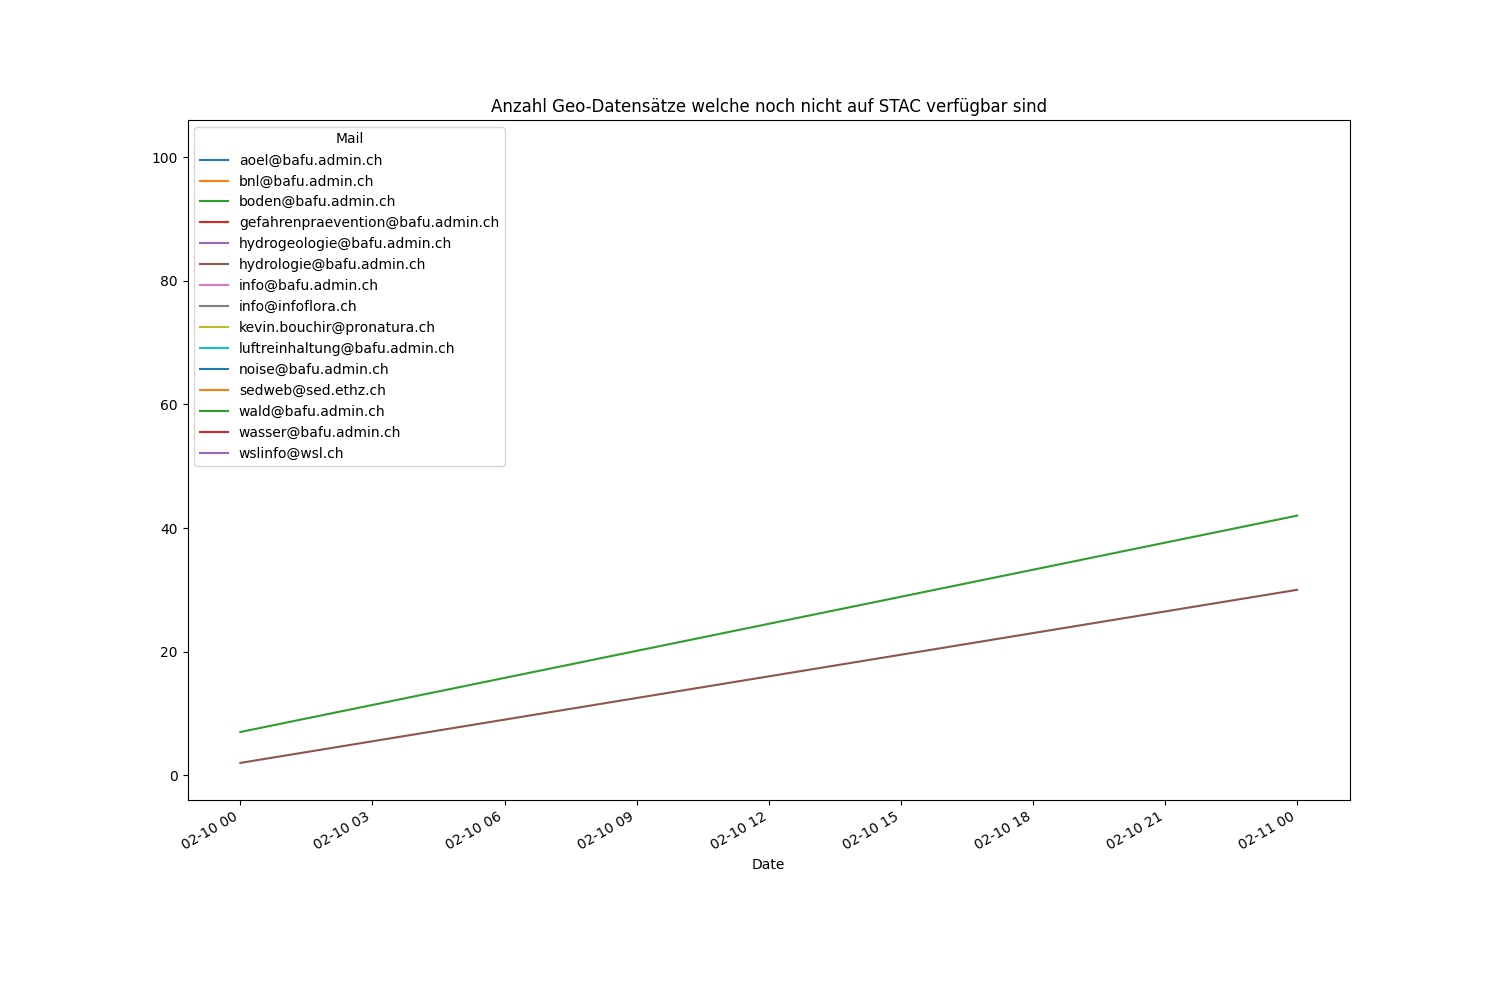 Anzahl Geo-Datensätze welche noch nicht auf STAC verfügbar sind
Mail
aoel@bafu.admin.ch
bnl@bafu.admin.ch
boden@bafu.admin.ch
gefahrenpraevention@bafu.admin.ch
hydrogeologie@bafu.admin.ch
hydrologie@bafu.admin.ch
info@bafu.admin.ch
info@infoflora.ch
kevin.bouchir@pronatura.ch
luftreinhaltung@bafu.admin.ch
noise@bafu.admin.ch
sedweb@sed.ethz.ch
wald@bafu.admin.ch
wasser@bafu.admin.ch
wslinfo@wsl.ch
100
80
60
40
20
0
02-10 00
02-10 03
02-10 06
02-10 09
02-10 12
02-10 15
02-10 18
02-10 21
02-11 00
Date